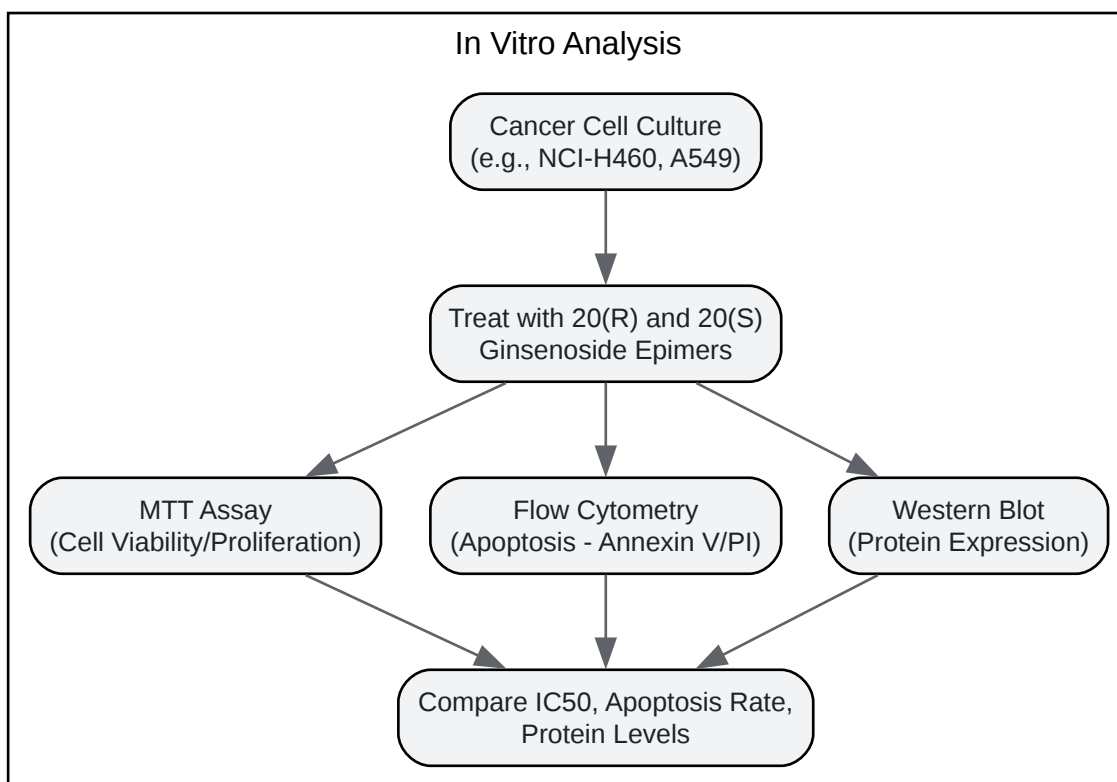 In Vitro Analysis
Cancer Cell Culture
(e.g., NCI-H460, A549)
Treat with 20(R) and 20(S)
Ginsenoside Epimers
MTT Assay
(Cell Viability/Proliferation)
Flow Cytometry
(Apoptosis - Annexin V/PI)
Western Blot
(Protein Expression)
Compare IC50, Apoptosis Rate,
Protein Levels